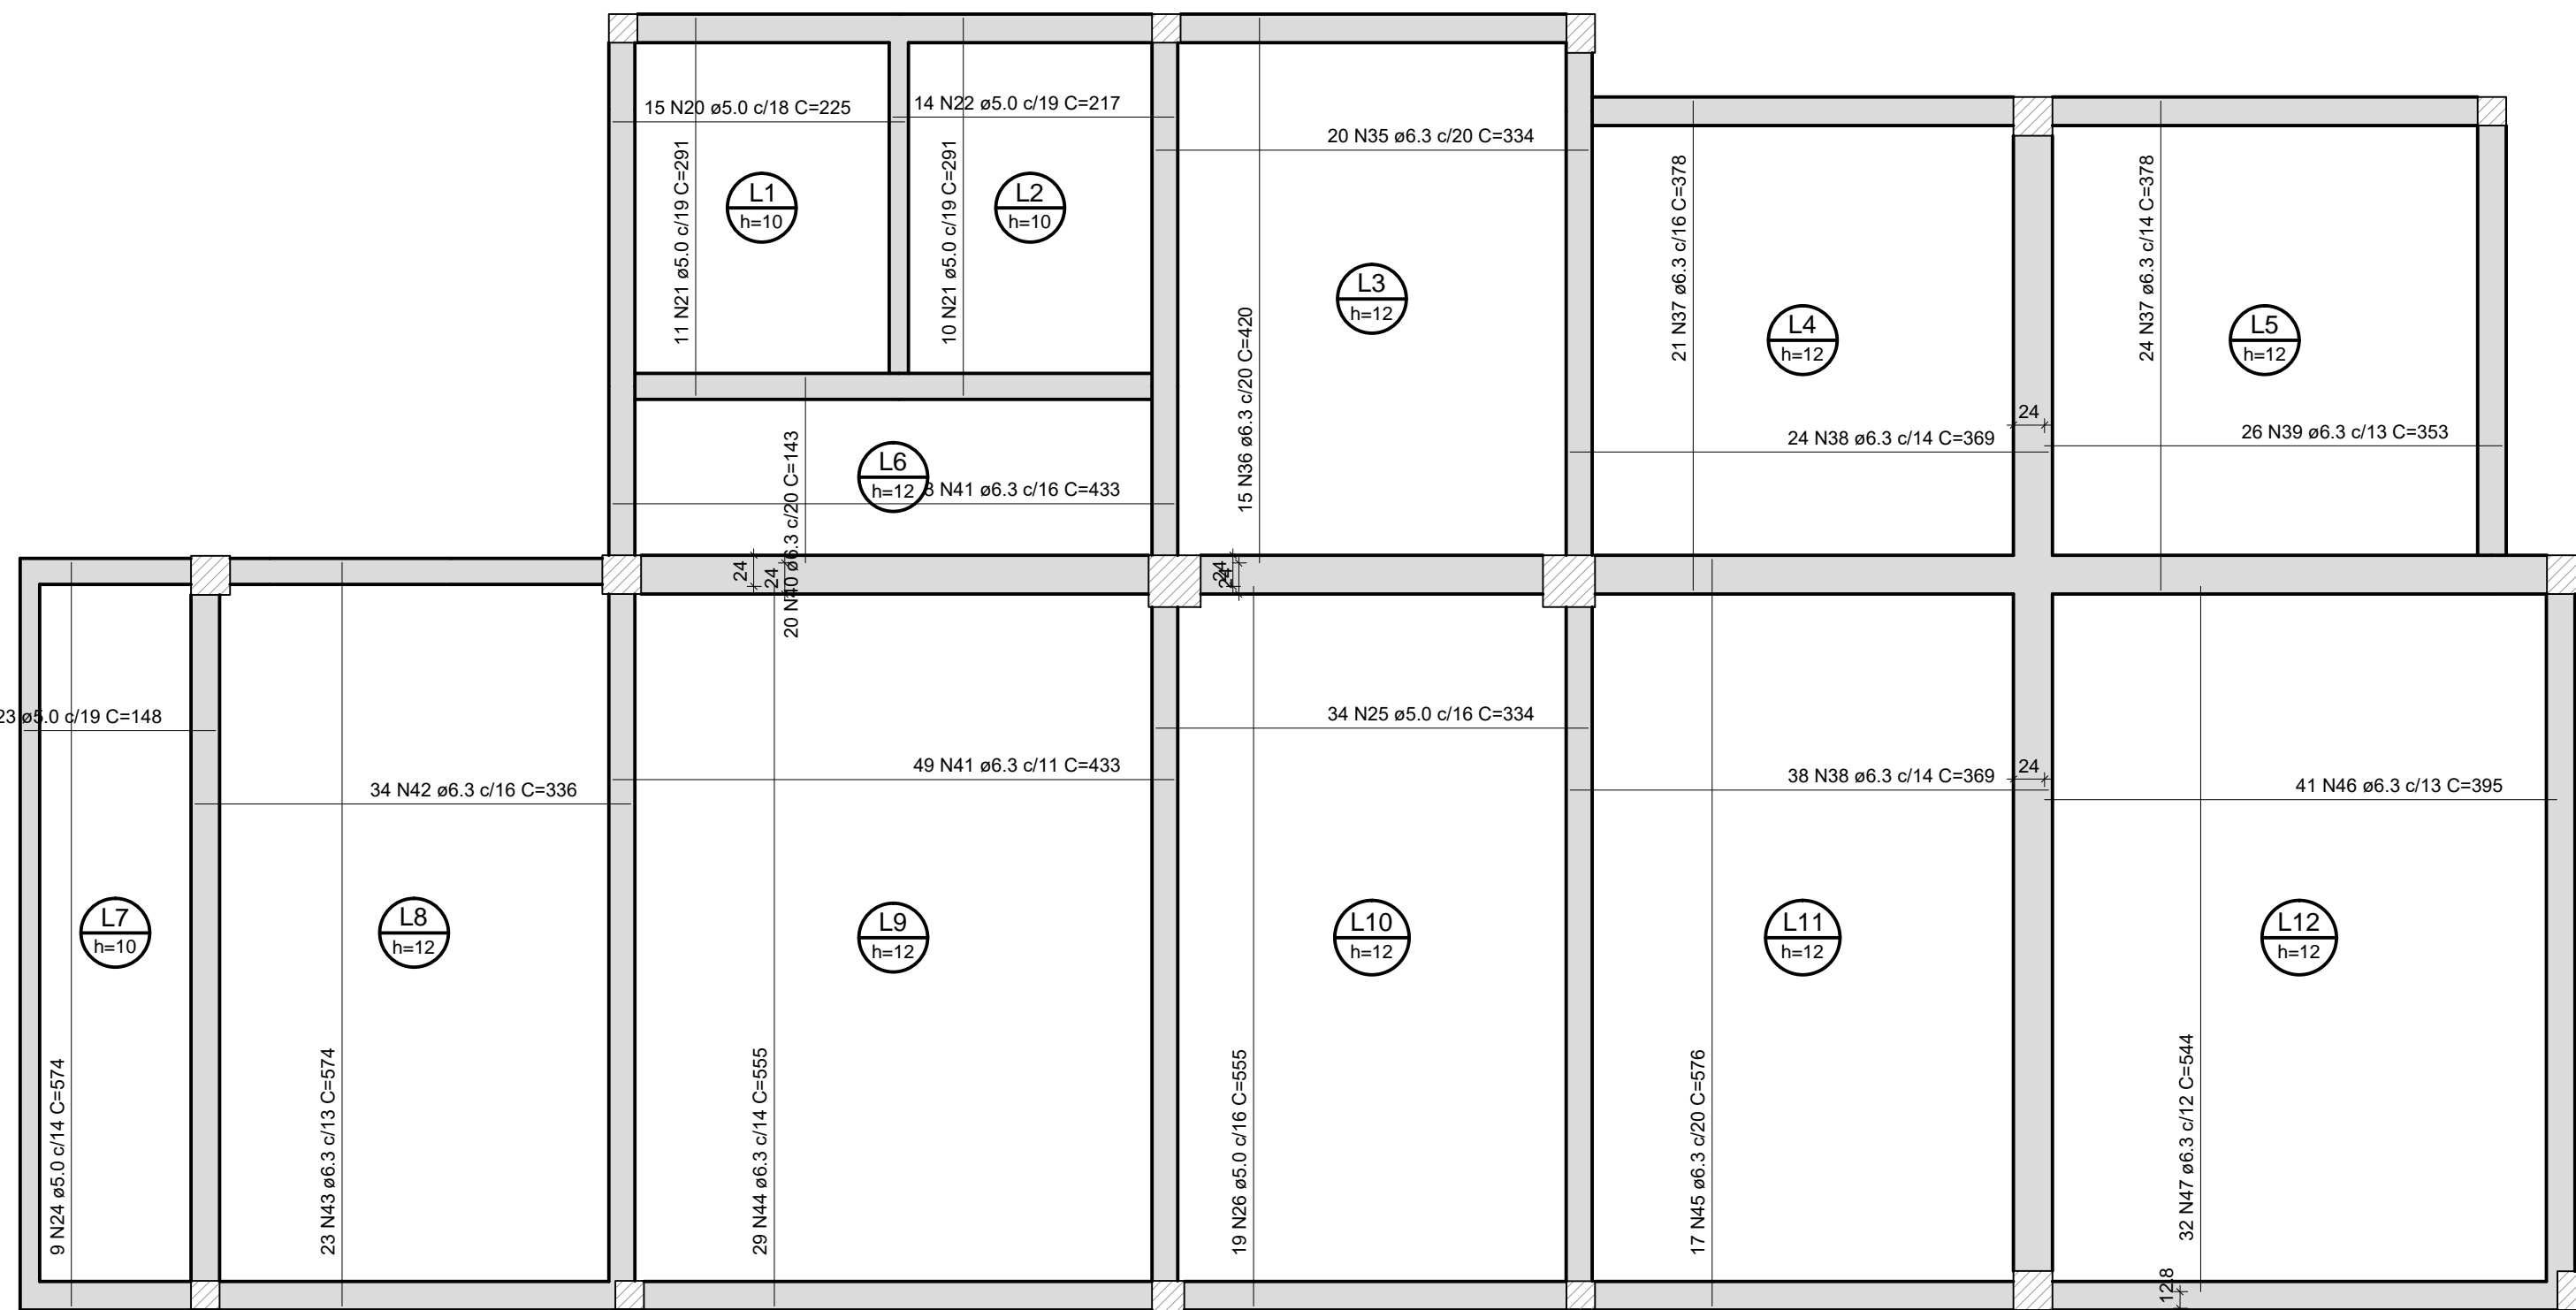 15 N20 ø5.0 c/18 C=225
14 N22 ø5.0 c/19 C=217
20 N35 ø6.3 c/20 C=334
11 N21 ø5.0 c/19 C=291
10 N21 ø5.0 c/19 C=291
21 N37 ø6.3 c/16 C=378
24 N37 ø6.3 c/14 C=378
L1
h=10
L2
h=10
L3
h=12
L4
h=12
L5
h=12
15 N36 ø6.3 c/20 C=420
24
24 N38 ø6.3 c/14 C=369
26 N39 ø6.3 c/13 C=353
20 N40 ø6.3 c/20 C=143
L6
h=12
N41 ø6.3 c/16 C=433
24
24
24
24
23 ø5.0 c/19 C=148
34 N25 ø5.0 c/16 C=334
49 N41 ø6.3 c/11 C=433
34 N42 ø6.3 c/16 C=336
38 N38 ø6.3 c/14 C=369
24
41 N46 ø6.3 c/13 C=395
L7
h=10
L8
h=12
L9
h=12
L10
h=12
L11
h=12
L12
h=12
9 N24 ø5.0 c/14 C=574
23 N43 ø6.3 c/13 C=574
29 N44 ø6.3 c/14 C=555
19 N26 ø5.0 c/16 C=555
17 N45 ø6.3 c/20 C=576
32 N47 ø6.3 c/12 C=544
12.8